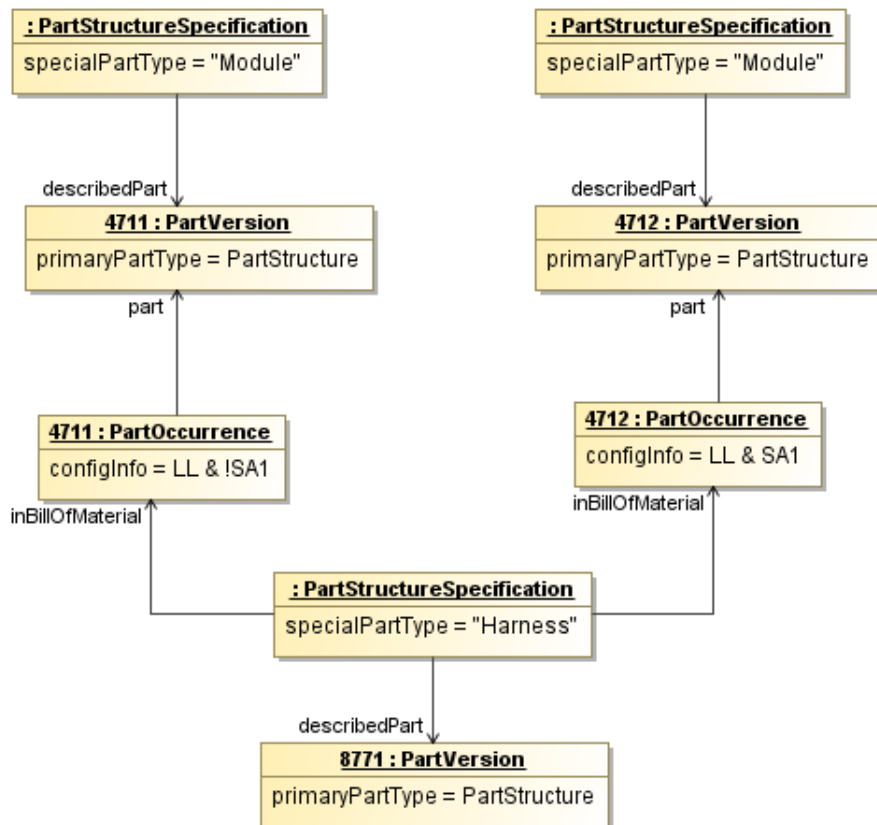 : PartStructureSpecification
specialPartType = "Module"
: PartStructureSpecification
specialPartType = "Module"
describedPart
describedPart
4711 : PartVersion
primaryPartType = PartStructure
4712 : PartVersion
primaryPartType = PartStructure
part
part
4711 : PartOccurrence
configInfo = LL & !SA1
4712 : PartOccurrence
configInfo = LL & SA1
inBillOfMaterial
inBillOfMaterial
: PartStructureSpecification
specialPartType = "Harness"
describedPart
8771 : PartVersion
primaryPartType = PartStructure